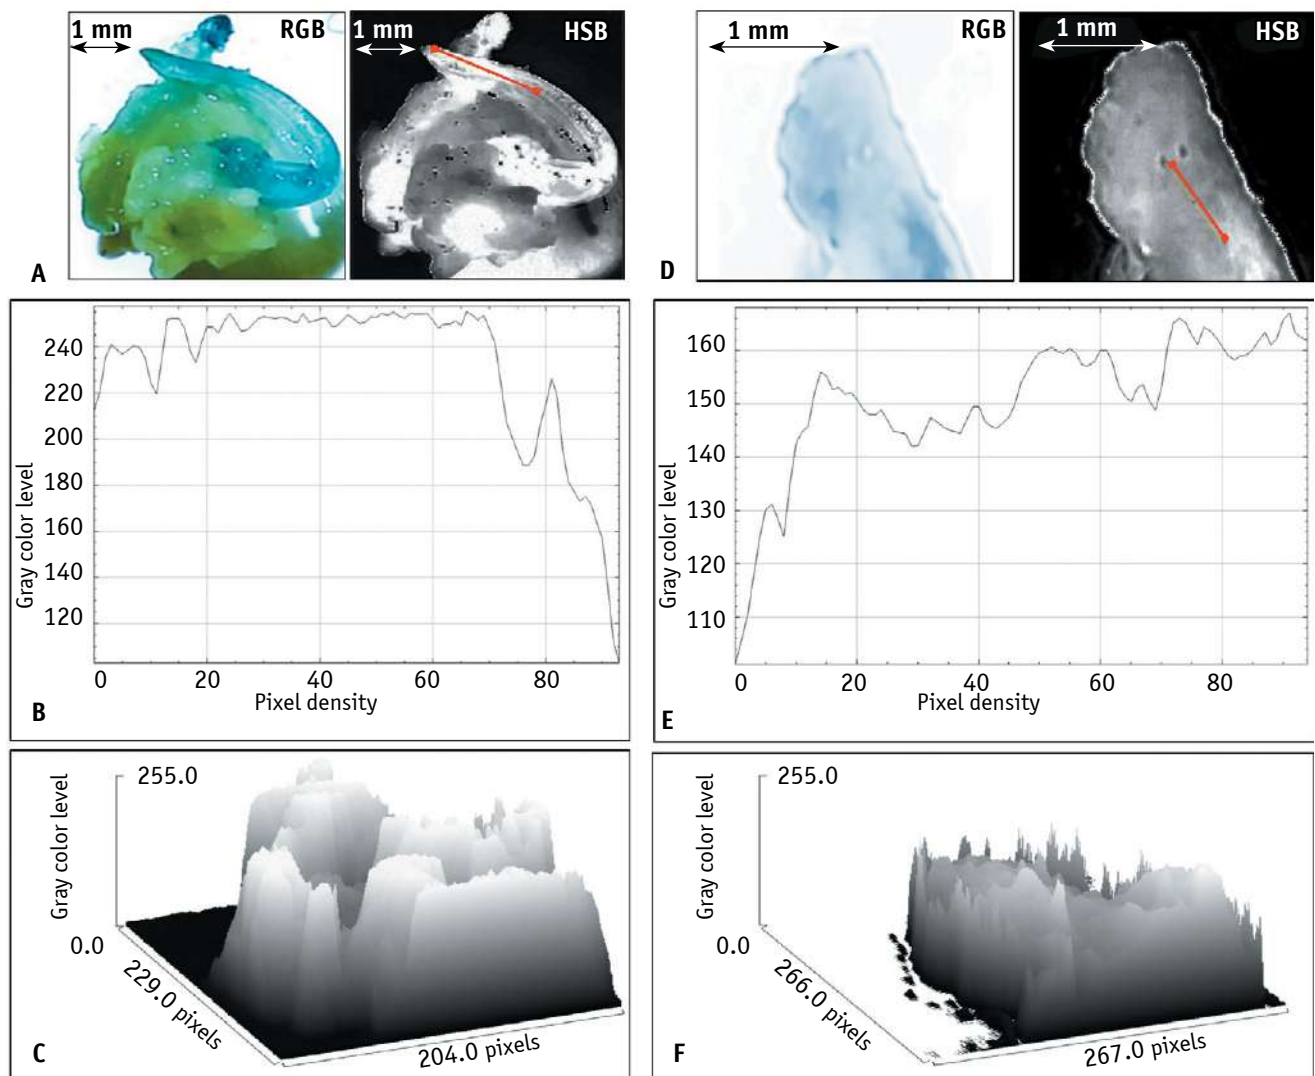 1 mm
RGB
1 mm
HSB
A
1 mm
RGB
1 mm
HSB
D
Gray color level
240
220
200
180
160
140
120
0
20
40
60
80
Pixel density
B
Gray color level
160
150
140
130
120
110
0
20
40
60
80
Pixel density
E
Gray color level
255.0
0.0
229.0 pixels
204.0 pixels
C
Gray color level
255.0
0.0
266.0 pixels
267.0 pixels
F